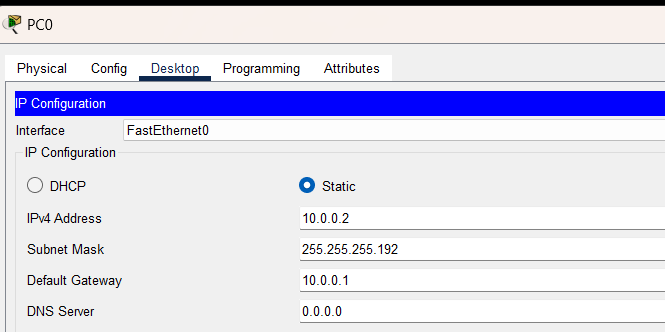 PC0
Physical Config Desktop Programming Attributes
IP Configuration
Interface FastEthernet0
IP Configuration
DHCP Static
IPv4 Address 10.0.0.2
Subnet Mask 255.255.255.192
Default Gateway 10.0.0.1
DNS Server 0.0.0.0